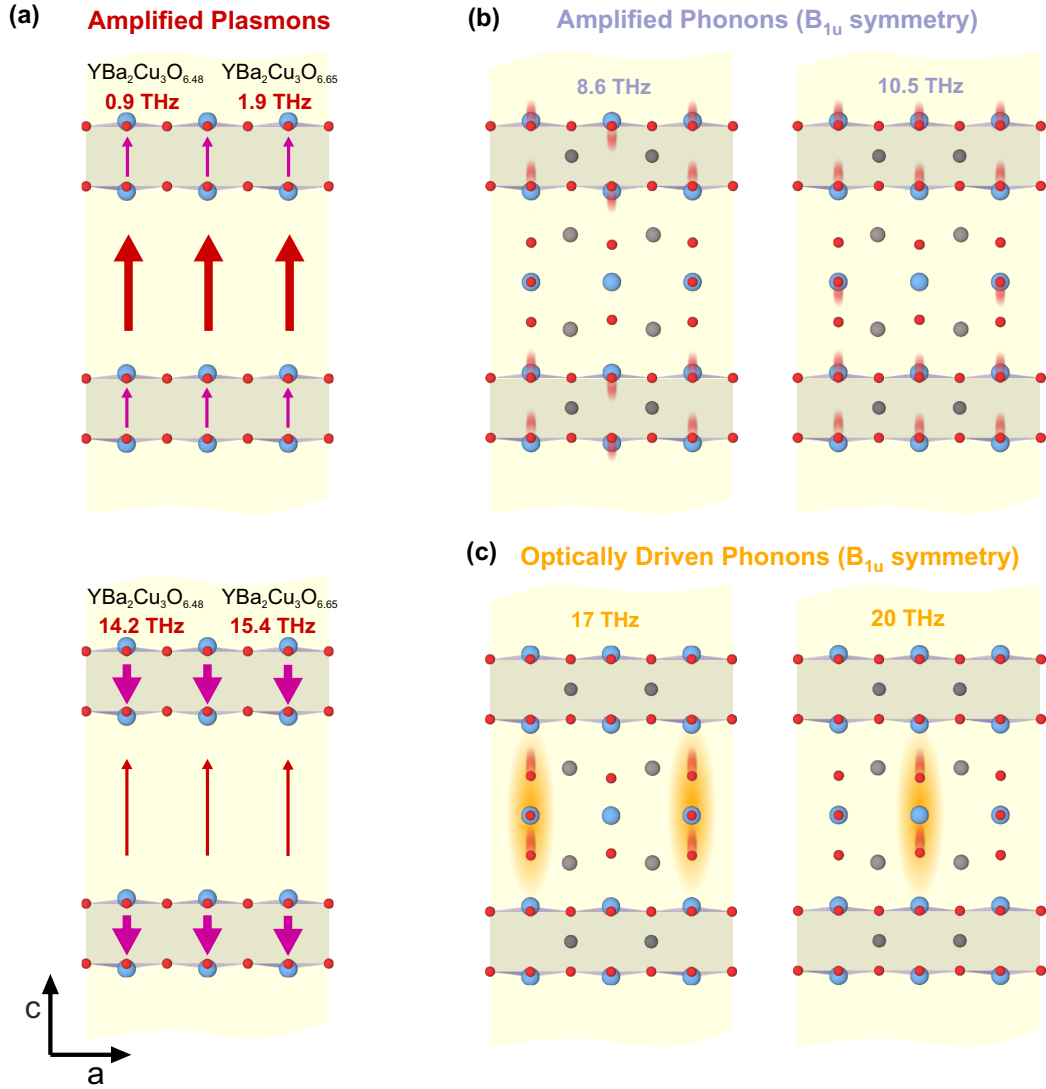 (a) Amplified Plasmons
YBa₂Cu₃O₆.₄₈ YBa₂Cu₃O₆.₆₅
0.9 THz 1.9 THz
YBa₂Cu₃O₆.₄₈ YBa₂Cu₃O₆.₆₅
14.2 THz 15.4 THz
c
a
(b) Amplified Phonons (B₁ᵤ symmetry)
8.6 THz 10.5 THz
(c) Optically Driven Phonons (B₁ᵤ symmetry)
17 THz 20 THz